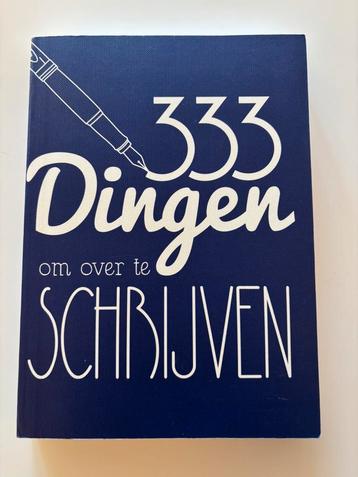 333
Dingen
om over te
SCHRIJVEN